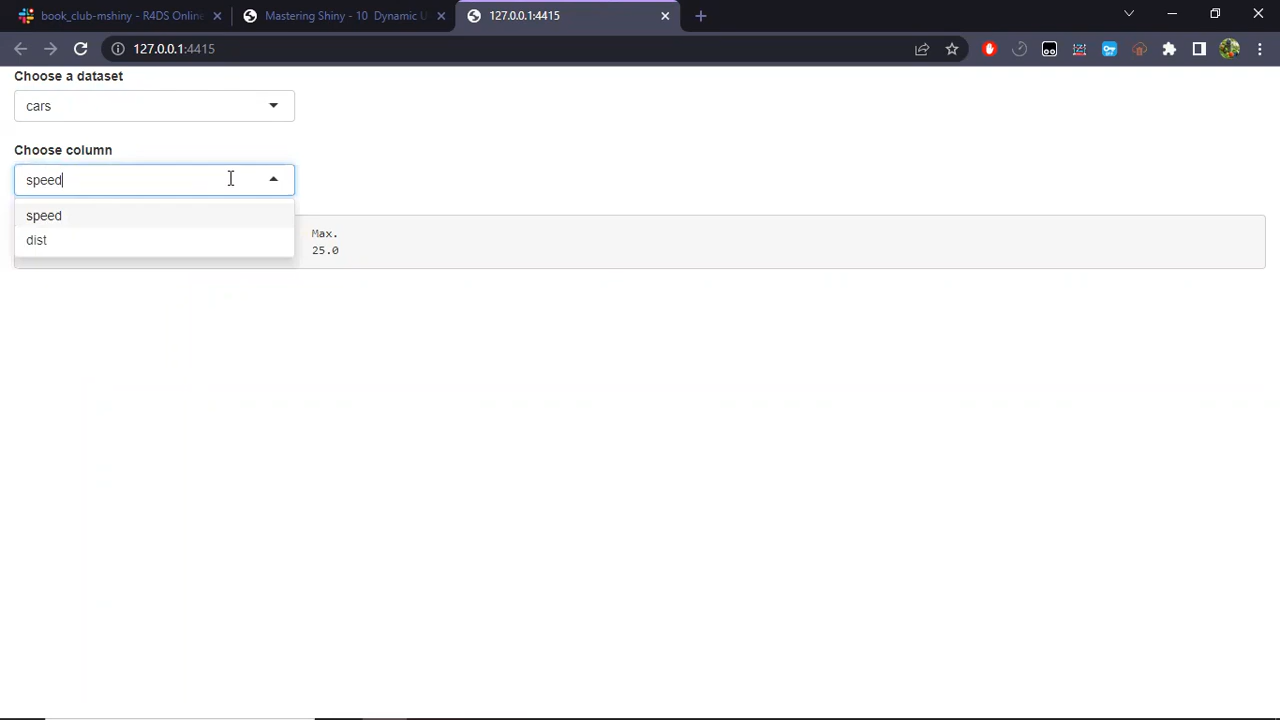 book_club-mshiny - R4DS Online
Mastering Shiny - 10 Dynamic U
127.0.0.1:4415
127.0.0.1:4415
Choose a dataset
cars
Choose column
speed
speed
dist
Max.
25.0